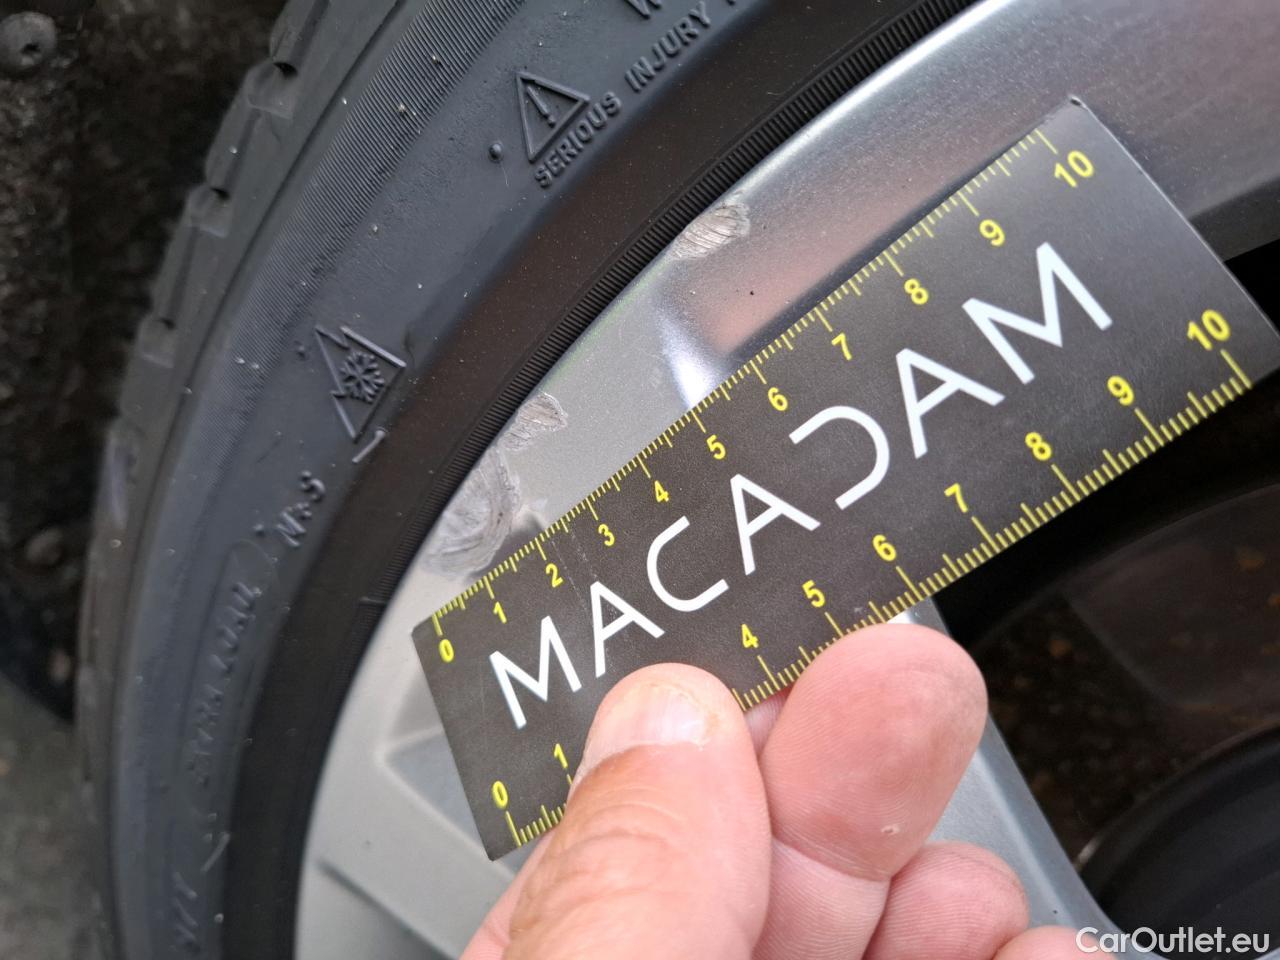 SERIOUS INJURY
M+S
0 1 2 3 4 5 6 7 8 9 10
MACADAM
0 1 4 5 6 7 8 9 10
CarOutlet.eu